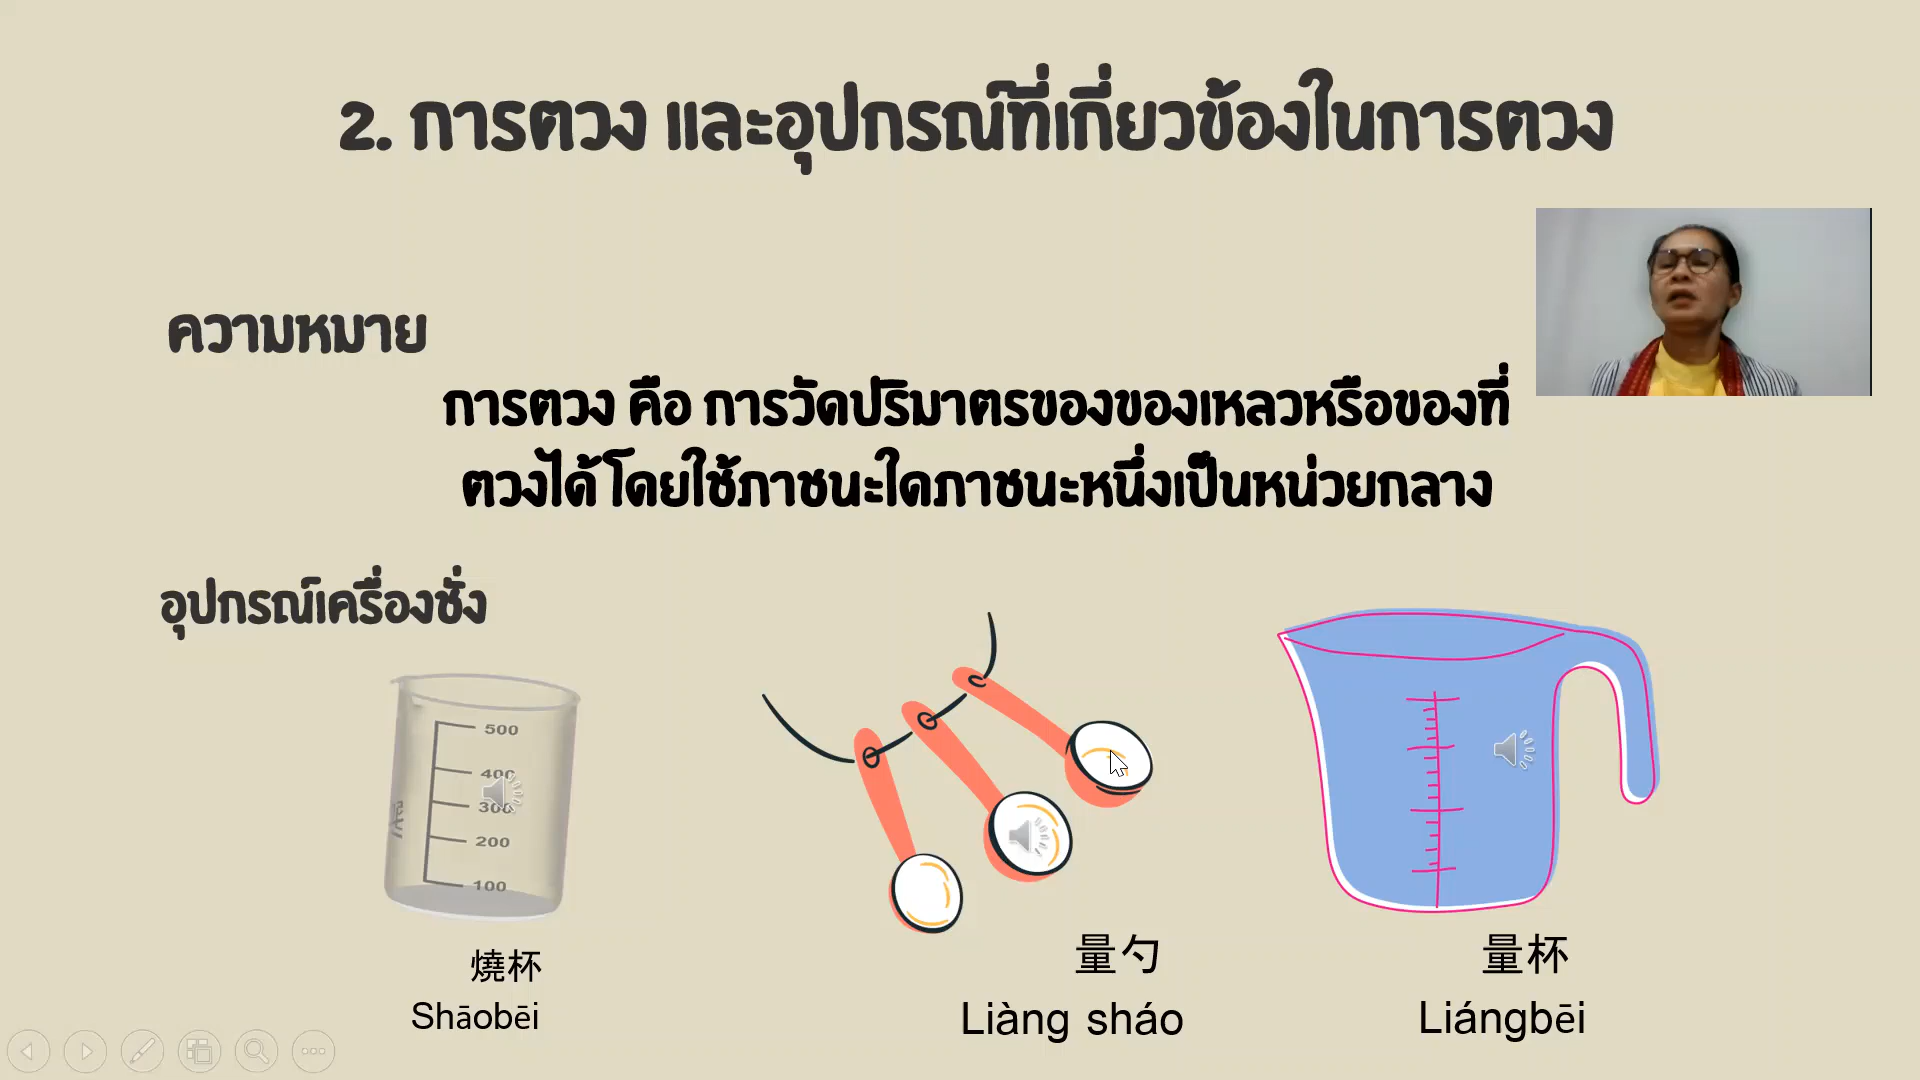 2. การตวง และอุปกรณ์ที่เกี่ยวข้องในการตวง
ความหมาย
การตวง คือ การวัดปริมาตรของของเหลวหรือของที่
ตวงได้ โดยใช้ภาชนะใดภาชนะหนึ่งเป็นหน่วยกลาง
อุปกรณ์เครื่องชั่ง
500
400
300
200
100
燒杯
Shāobēi
量勺
Liàng sháo
量杯
Liángbēi